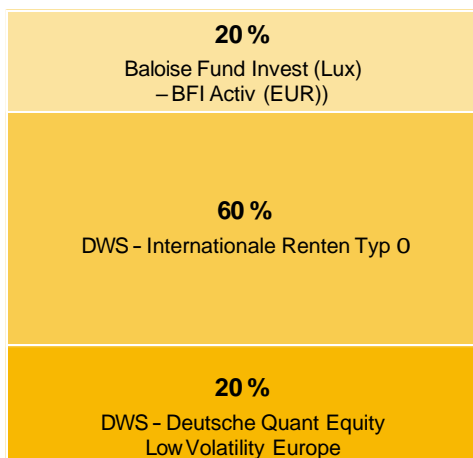 20 %
Baloise Fund Invest (Lux)
– BFI Activ (EUR))
60 %
DWS – Internationale Renten Typ O
20 %
DWS – Deutsche Quant Equity
Low Volatility Europe